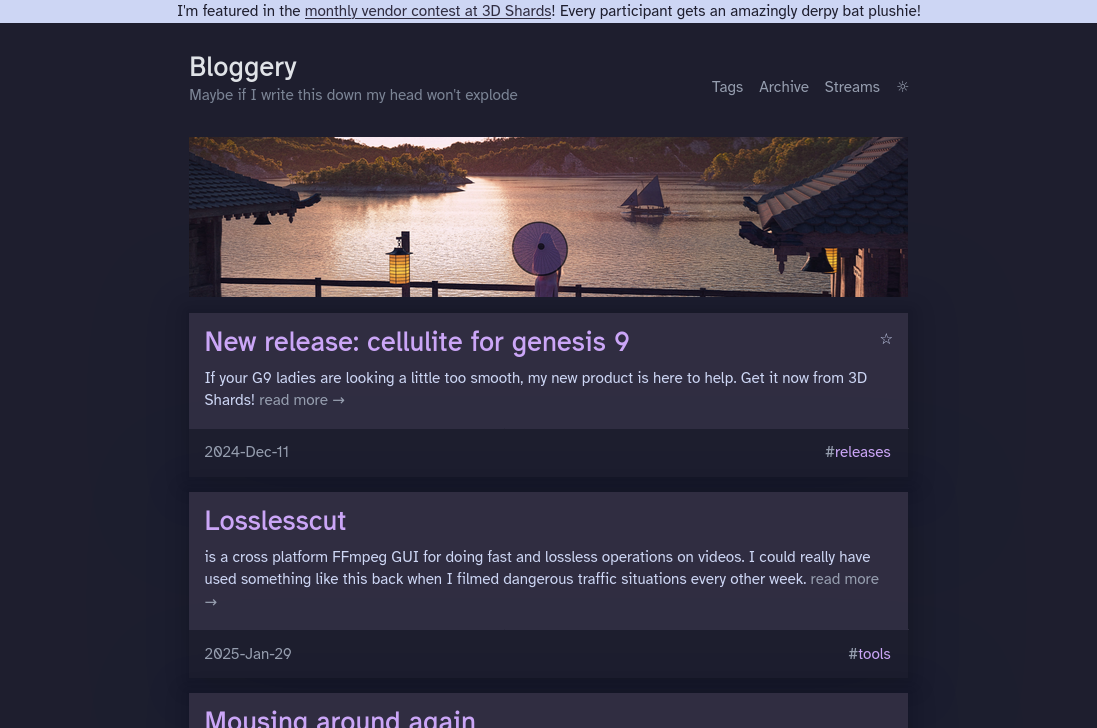 I'm featured in the monthly vendor contest at 3D Shards! Every participant gets an amazingly derpy bat plushie!
Bloggery
Maybe if I write this down my head won't explode
Tags Archive Streams
New release: cellulite for genesis 9
If your G9 ladies are looking a little too smooth, my new product is here to help. Get it now from 3D
Shards! read more →
2024-Dec-11
#releases
Losslesscut
is a cross platform FFmpeg GUI for doing fast and lossless operations on videos. I could really have
used something like this back when I filmed dangerous traffic situations every other week. read more
→
2025-Jan-29
#tools
Mousing around again